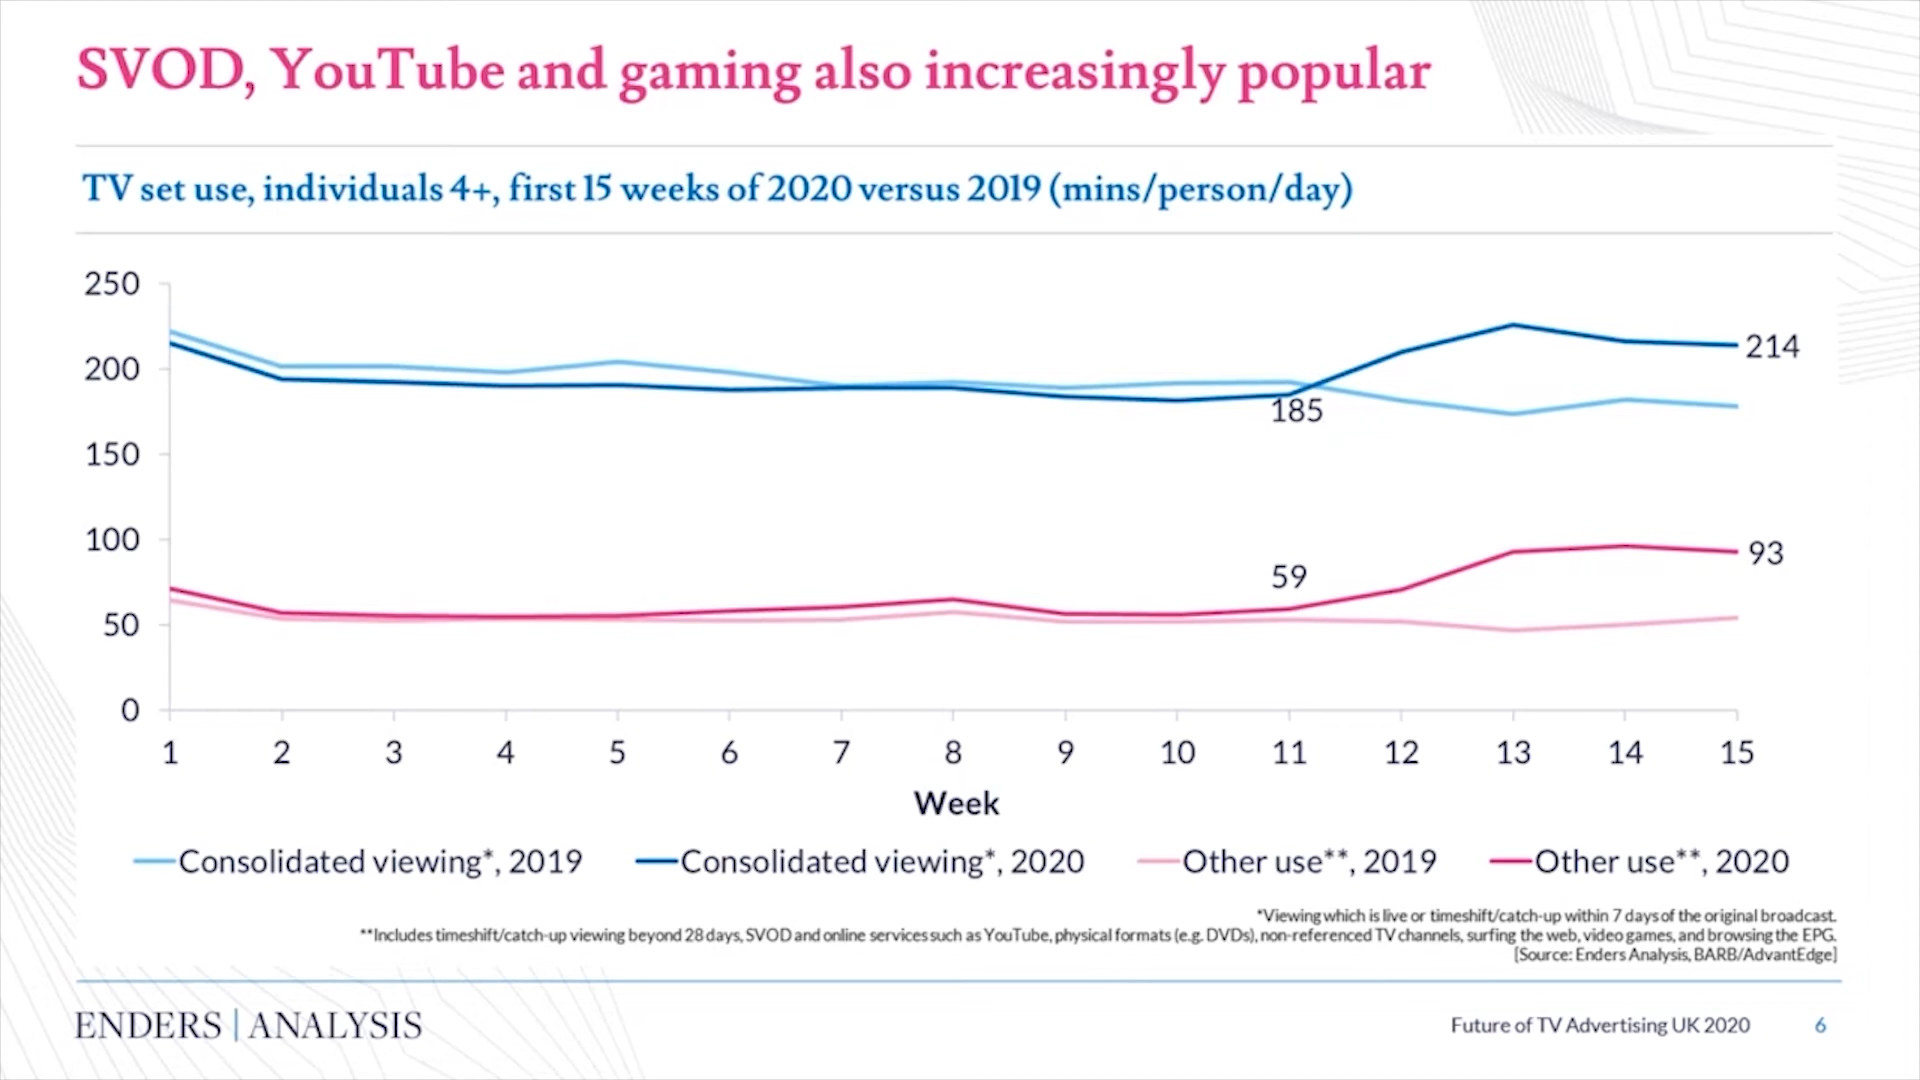 SVOD, YouTube and gaming also increasingly popular
TV set use, individuals 4+, first 15 weeks of 2020 versus 2019 (mins/person/day)
250
200
150
100
50
0
214
185
93
59
1 2 3 4 5 6 7 8 9 10 11 12 13 14 15
Week
Consolidated viewing*, 2019 Consolidated viewing*, 2020 Other use**, 2019 Other use**, 2020
*Viewing which is live or timeshift/catch-up within 7 days of the original broadcast.
**Includes timeshift/catch-up viewing beyond 28 days, SVOD and online services such as YouTube, physical formats (e.g. DVDs), non-referenced TV channels, surfing the web, video games, and browsing the EPG.
[Source: Enders Analysis, BARB/AdvantEdge]
ENDERS | ANALYSIS
Future of TV Advertising UK 2020 6